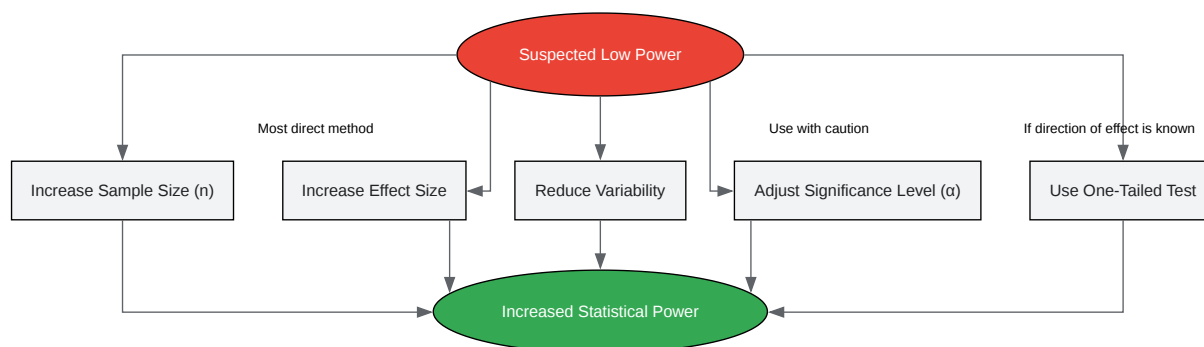 Suspected Low Power
Most direct method
Use with caution
If direction of effect is known
Increase Sample Size (n)
Increase Effect Size
Reduce Variability
Adjust Significance Level (α)
Use One-Tailed Test
Increased Statistical Power